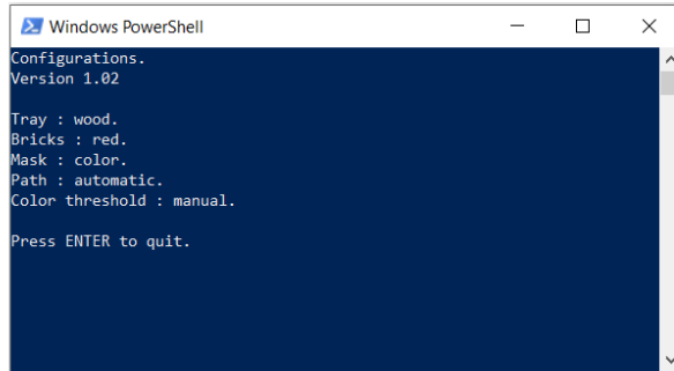 Windows PowerShell
Configurations.
Version 1.02
Tray : wood.
Bricks : red.
Mask : color.
Path : automatic.
Color threshold : manual.
Press ENTER to quit.